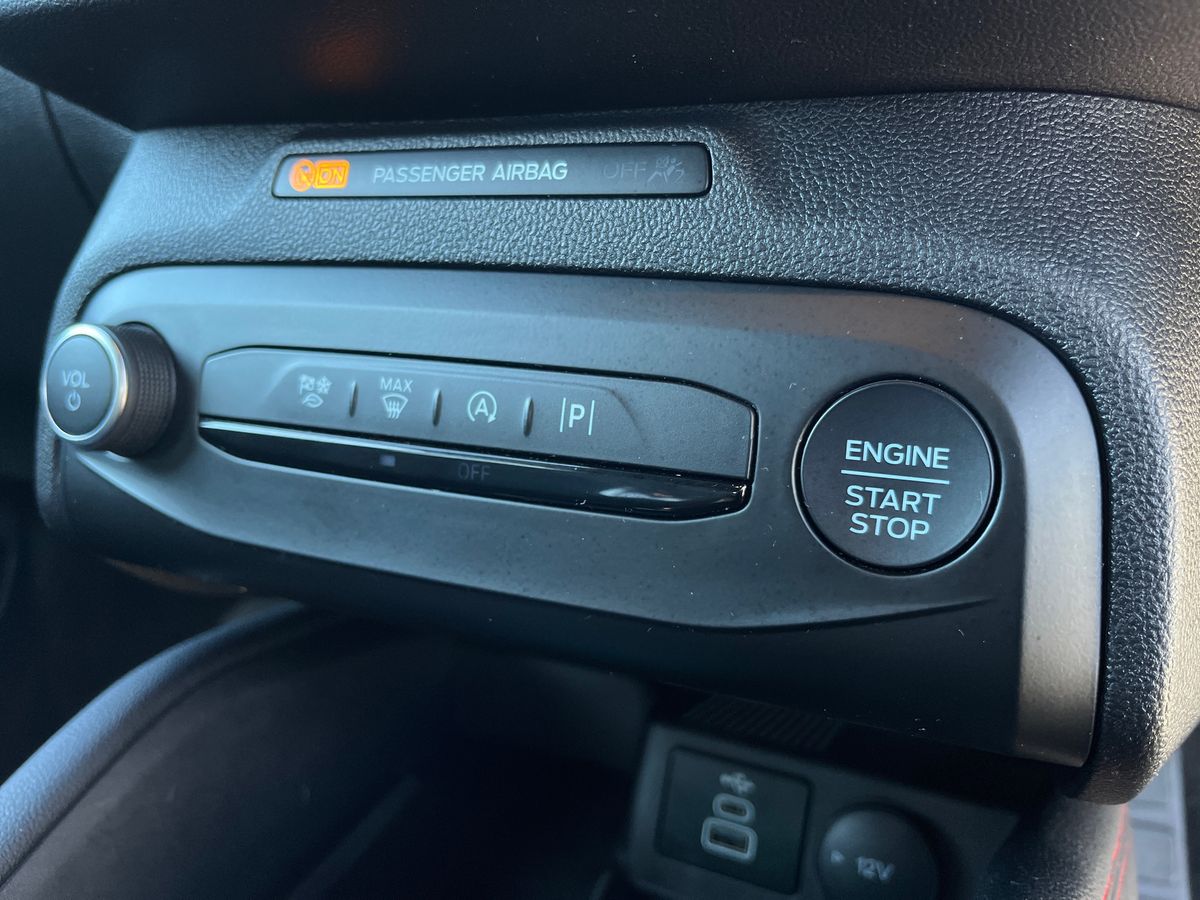 ON PASSENGER AIRBAG OFF
VOL
MAX
A
P
OFF
ENGINE
START
STOP
12V